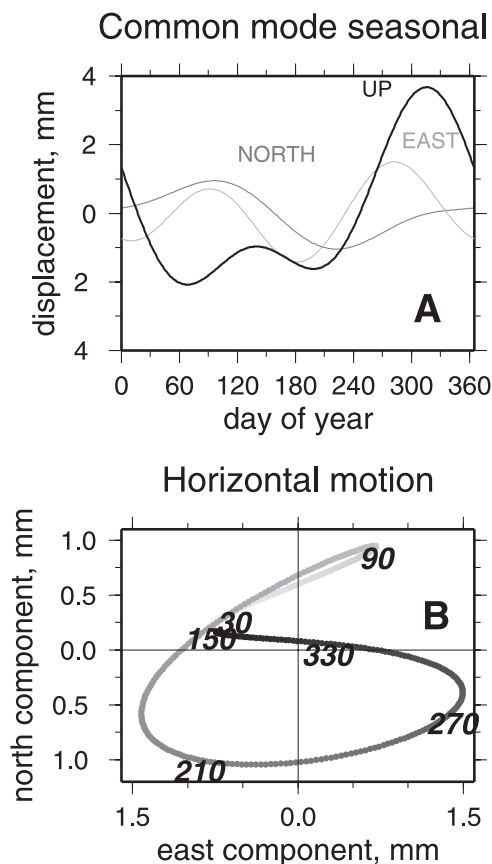 Common mode seasonal
4
2
0
2
4
displacement, mm
UP
EAST
NORTH
A
0 60 120 180 240 300 360
day of year
Horizontal motion
1.0
0.5
0.0
0.5
1.0
north component, mm
90
B
30
150
330
270
210
1.5 0.0 1.5
east component, mm